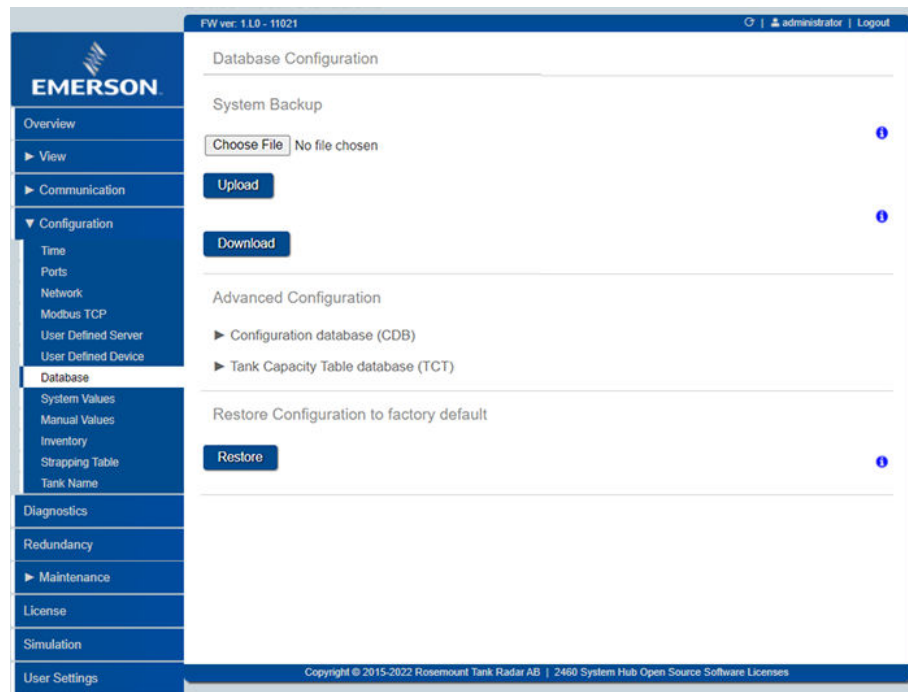 FW ver: 1.L0 - 11021
administrator | Logout
EMERSON
Overview
► View
► Communication
▼ Configuration
Time
Ports
Network
Modbus TCP
User Defined Server
User Defined Device
Database
System Values
Manual Values
Inventory
Strapping Table
Tank Name
Diagnostics
Redundancy
► Maintenance
License
Simulation
User Settings
Database Configuration
System Backup
Choose File No file chosen
Upload
Download
Advanced Configuration
► Configuration database (CDB)
► Tank Capacity Table database (TCT)
Restore Configuration to factory default
Restore
Copyright © 2015-2022 Rosemount Tank Radar AB | 2460 System Hub Open Source Software Licenses